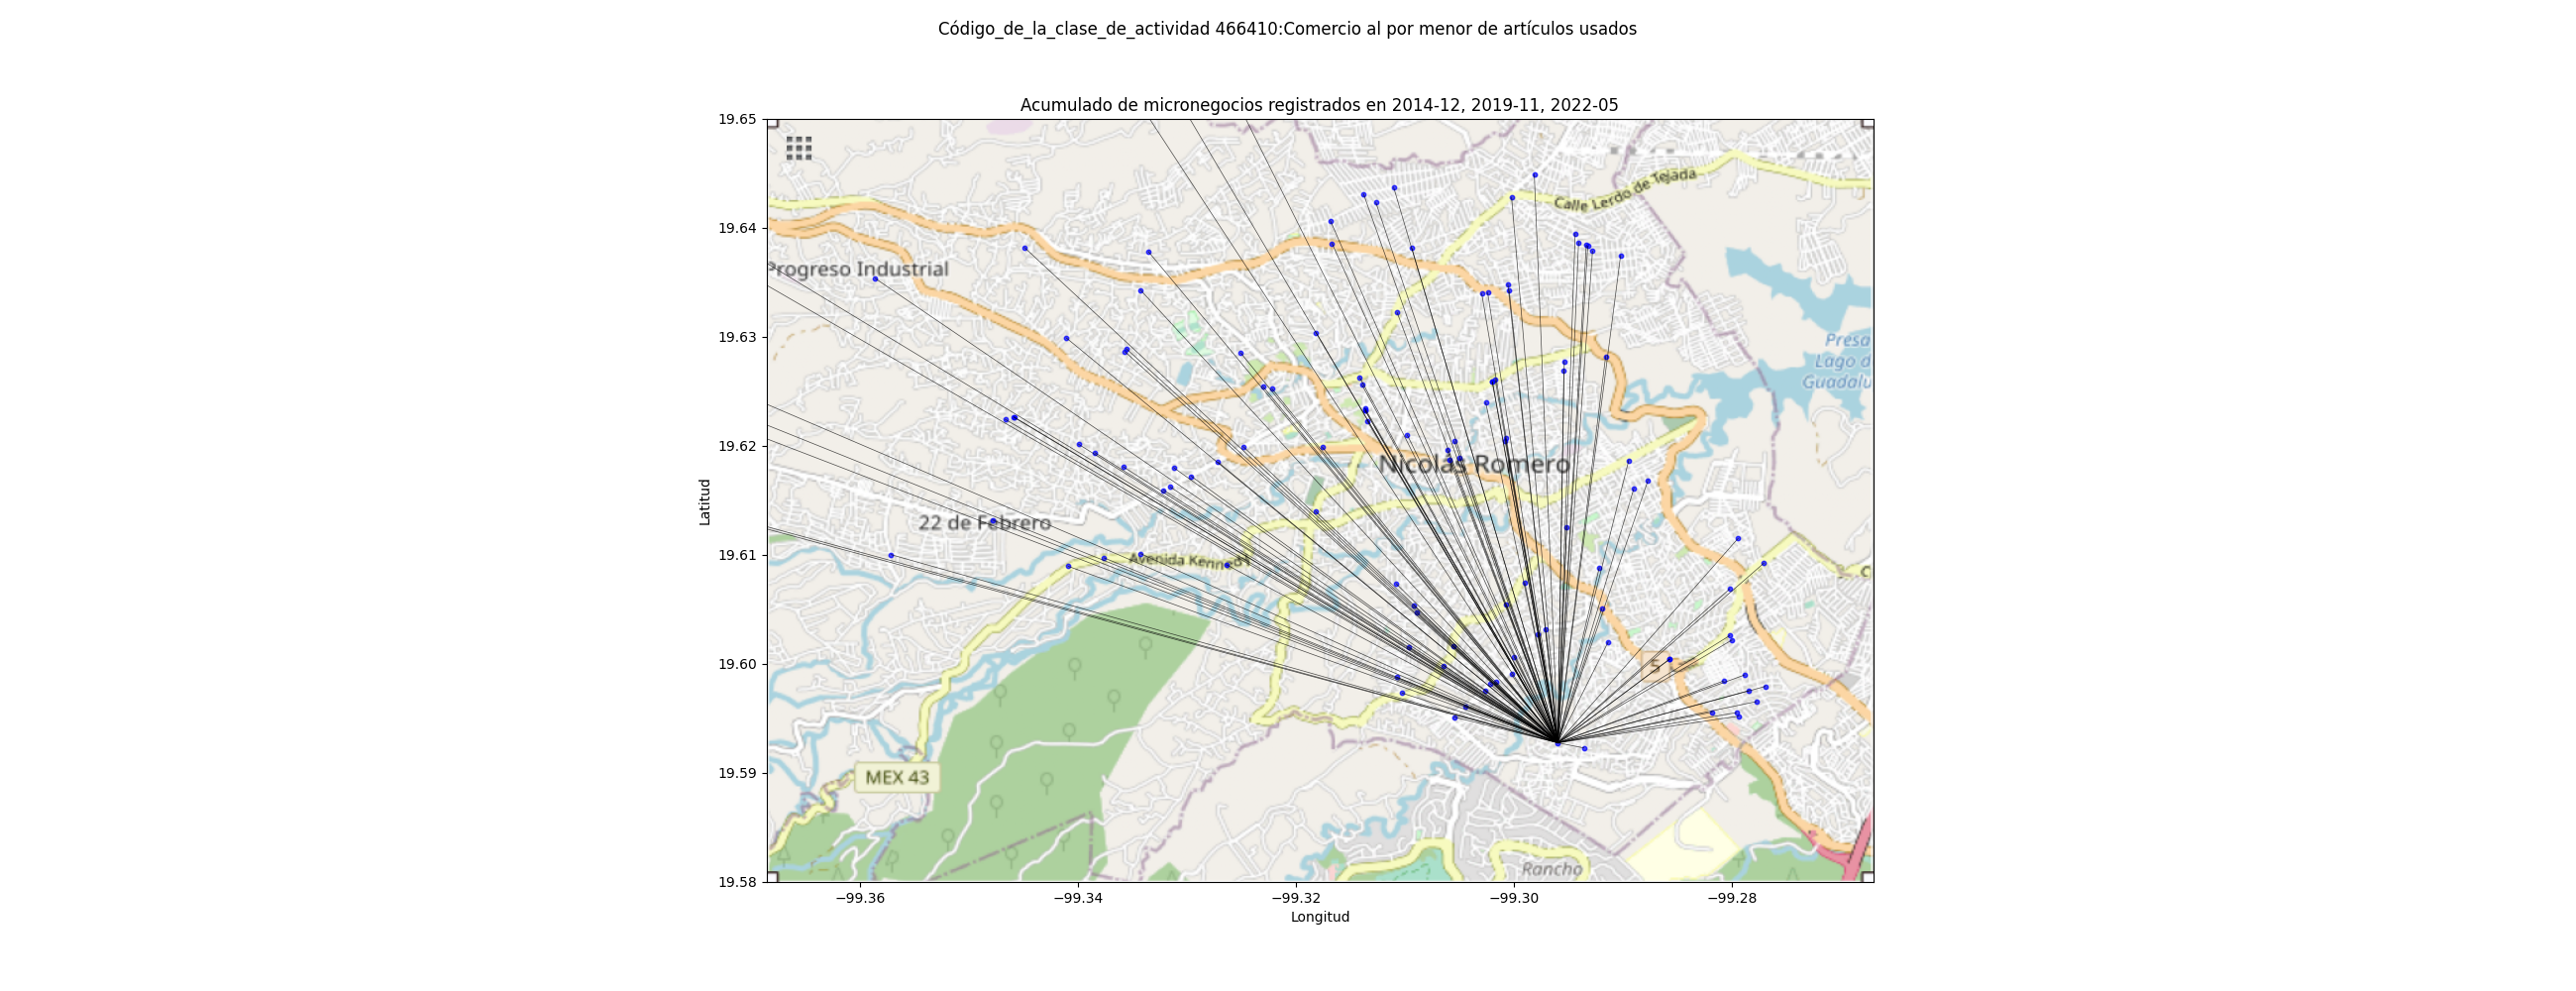 Código_de_la_clase_de_actividad 466410:Comercio al por menor de artículos usados
Acumulado de micronegocios registrados en 2014-12, 2019-11, 2022-05
19.65
19.64
19.63
19.62
19.61
19.60
19.59
19.58
Latitud
Calle Lerdo de Tejada
Progreso Industrial
Presa
Lago d
Guadalu
Nicolás Romero
22 de Febrero
Avenida Kennedy
C
5
MEX 43
Rancho
−99.36
−99.34
−99.32
−99.30
−99.28
Longitud